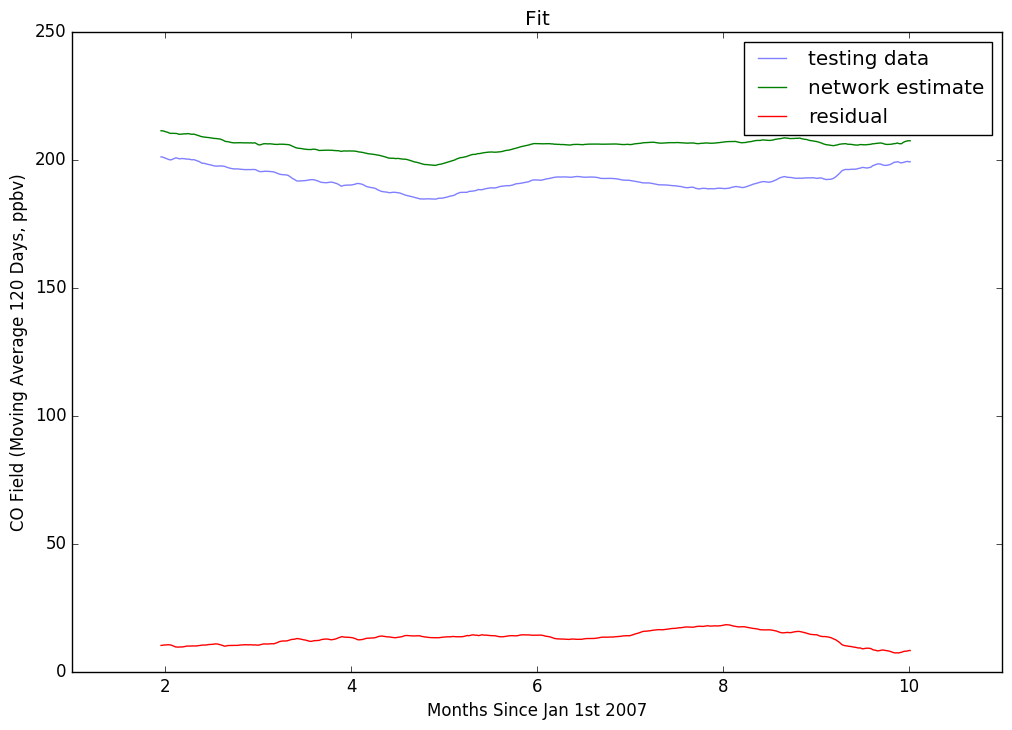 Fit
250
200
150
100
50
0
CO Field (Moving Average 120 Days, ppbv)
testing data
network estimate
residual
2 4 6 8 10
Months Since Jan 1st 2007